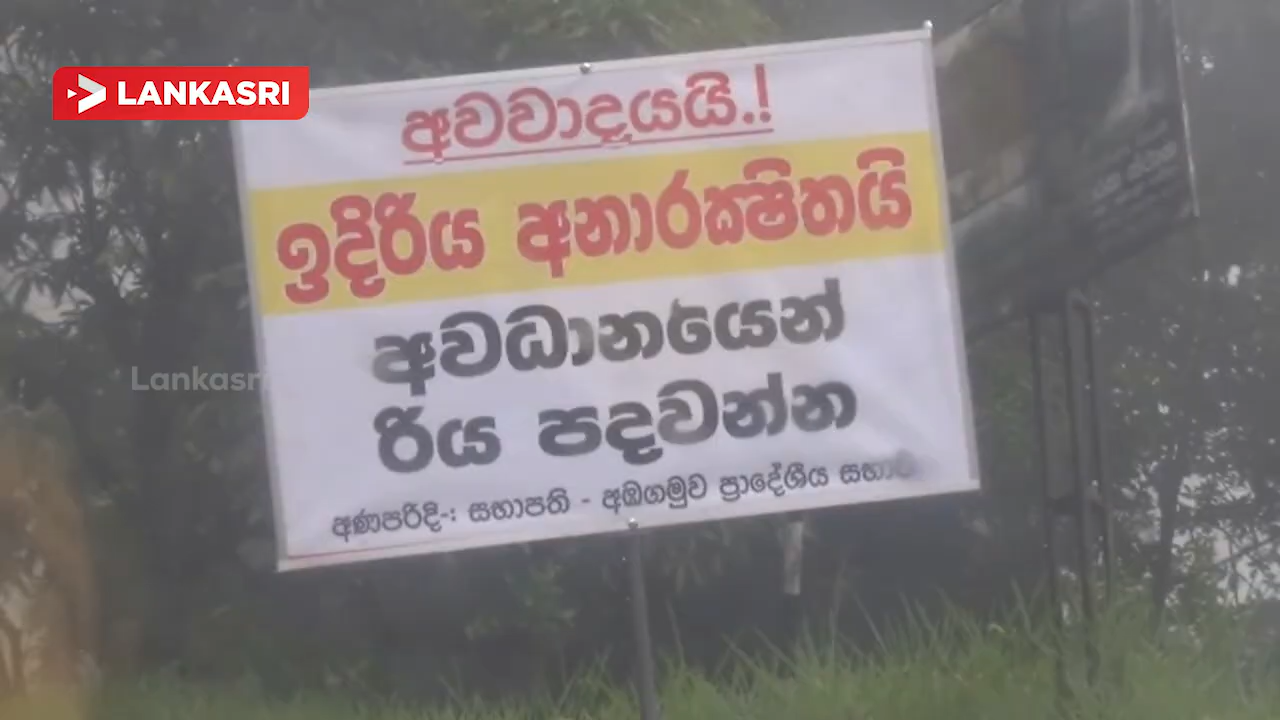 LANKASRI
අවවාදයයි.!
ඉදිරිය අනාරක්ෂිතයි
අවධානයෙන්
රිය පදවන්න
Lankasri
අණපරිදි-: සභාපති - අඹගමුව ප්‍රාදේශීය සභාව